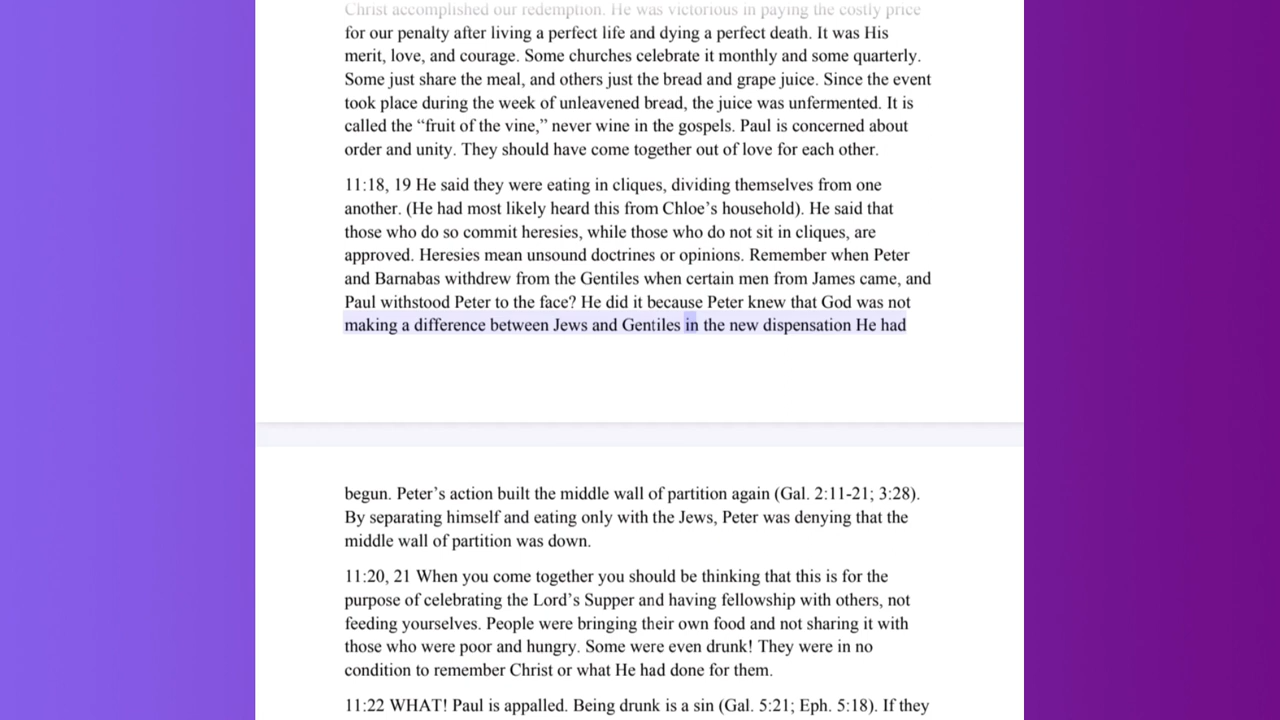 Christ accomplished our redemption. He was victorious in paying the costly price
for our penalty after living a perfect life and dying a perfect death. It was His
merit, love, and courage. Some churches celebrate it monthly and some quarterly.
Some just share the meal, and others just the bread and grape juice. Since the event
took place during the week of unleavened bread, the juice was unfermented. It is
called the “fruit of the vine,” never wine in the gospels. Paul is concerned about
order and unity. They should have come together out of love for each other.
11:18, 19 He said they were eating in cliques, dividing themselves from one
another. (He had most likely heard this from Chloe’s household). He said that
those who do so commit heresies, while those who do not sit in cliques, are
approved. Heresies mean unsound doctrines or opinions. Remember when Peter
and Barnabas withdrew from the Gentiles when certain men from James came, and
Paul withstood Peter to the face? He did it because Peter knew that God was not
making a difference between Jews and Gentiles in the new dispensation He had
begun. Peter’s action built the middle wall of partition again (Gal. 2:11-21; 3:28).
By separating himself and eating only with the Jews, Peter was denying that the
middle wall of partition was down.
11:20, 21 When you come together you should be thinking that this is for the
purpose of celebrating the Lord’s Supper and having fellowship with others, not
feeding yourselves. People were bringing their own food and not sharing it with
those who were poor and hungry. Some were even drunk! They were in no
condition to remember Christ or what He had done for them.
11:22 WHAT! Paul is appalled. Being drunk is a sin (Gal. 5:21; Eph. 5:18). If they